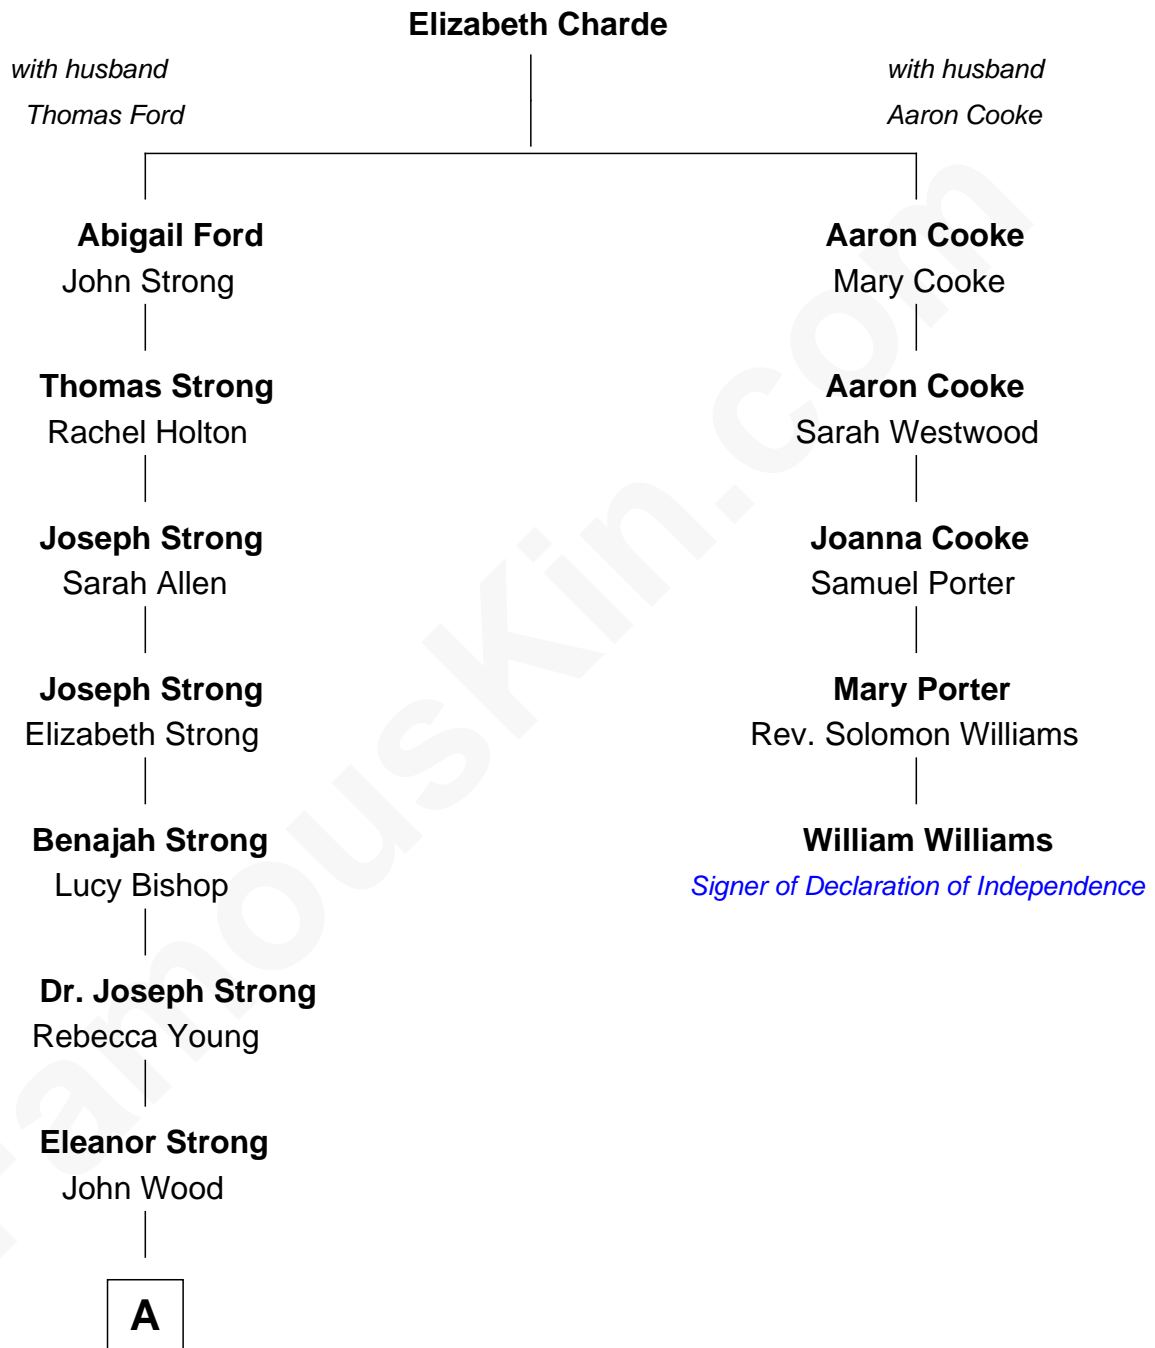 Elizabeth Charde
with husband
Thomas Ford
with husband
Aaron Cooke
Abigail Ford
John Strong
Aaron Cooke
Mary Cooke
Thomas Strong
Rachel Holton
Aaron Cooke
Sarah Westwood
Joseph Strong
Sarah Allen
Joanna Cooke
Samuel Porter
Joseph Strong
Elizabeth Strong
Mary Porter
Rev. Solomon Williams
Benajah Strong
Lucy Bishop
William Williams
Signer of Declaration of Independence
Dr. Joseph Strong
Rebecca Young
Eleanor Strong
John Wood
A
FamousKin.com